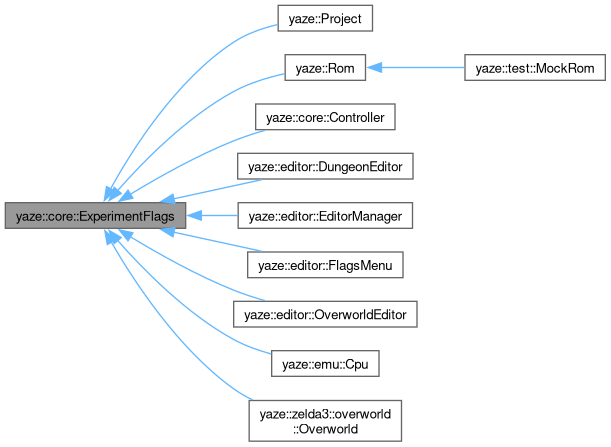 yaze::Project
yaze::Rom
yaze::test::MockRom
yaze::core::Controller
yaze::editor::DungeonEditor
yaze::core::ExperimentFlags
yaze::editor::EditorManager
yaze::editor::FlagsMenu
yaze::editor::OverworldEditor
yaze::emu::Cpu
yaze::zelda3::overworld
::Overworld